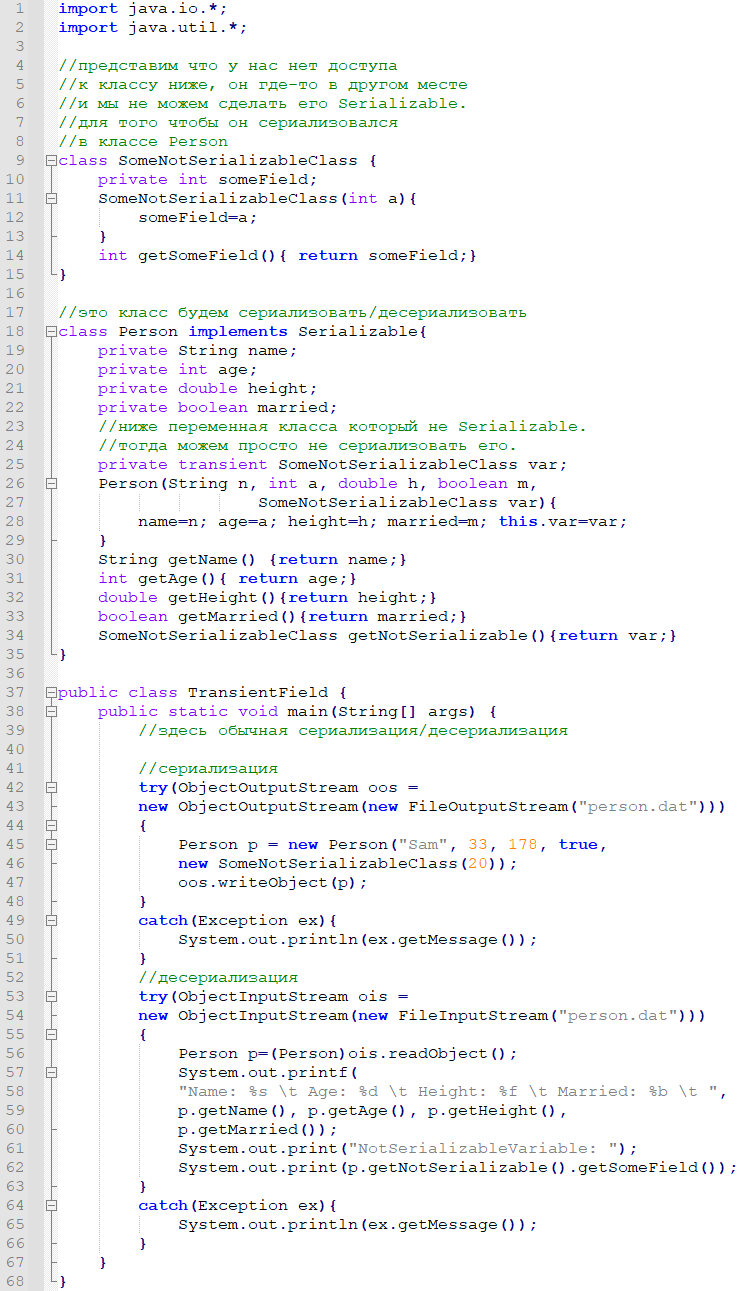 1 import java.io.*;
2 import java.util.*;
3
4 //представим что у нас нет доступа
5 //к классу ниже, он где-то в другом месте
6 //и мы не можем сделать его Serializable.
7 //для того чтобы он сериализовался
8 //в классе Person
9 class SomeNotSerializableClass {
10 private int someField;
11 SomeNotSerializableClass(int a){
12 someField=a;
13 }
14 int getSomeField(){ return someField;}
15 }
16
17 //это класс будем сериализовать/десериализовать
18 class Person implements Serializable{
19 private String name;
20 private int age;
21 private double height;
22 private boolean married;
23 //ниже переменная класса который не Serializable.
24 //тогда можем просто не сериализовать его.
25 private transient SomeNotSerializableClass var;
26 Person(String n, int a, double h, boolean m,
27 SomeNotSerializableClass var){
28 name=n; age=a; height=h; married=m; this.var=var;
29 }
30 String getName() {return name;}
31 int getAge(){ return age;}
32 double getHeight(){return height;}
33 boolean getMarried(){return married;}
34 SomeNotSerializableClass getNotSerializable(){return var;}
35 }
36
37 public class TransientField {
38 public static void main(String[] args) {
39 //здесь обычная сериализация/десериализация
40
41 //сериализация
42 try(ObjectOutputStream oos =
43 new ObjectOutputStream(new FileOutputStream("person.dat")))
44 {
45 Person p = new Person("Sam", 33, 178, true,
46 new SomeNotSerializableClass(20));
47 oos.writeObject(p);
48 }
49 catch(Exception ex){
50 System.out.println(ex.getMessage());
51 }
52 //десериализация
53 try(ObjectInputStream ois =
54 new ObjectInputStream(new FileInputStream("person.dat")))
55 {
56 Person p=(Person)ois.readObject();
57 System.out.printf(
58 "Name: %s \t Age: %d \t Height: %f \t Married: %b \t ",
59 p.getName(), p.getAge(), p.getHeight(),
60 p.getMarried());
61 System.out.print("NotSerializableVariable: ");
62 System.out.print(p.getNotSerializable().getSomeField());
63 }
64 catch(Exception ex){
65 System.out.println(ex.getMessage());
66 }
67 }
68 }